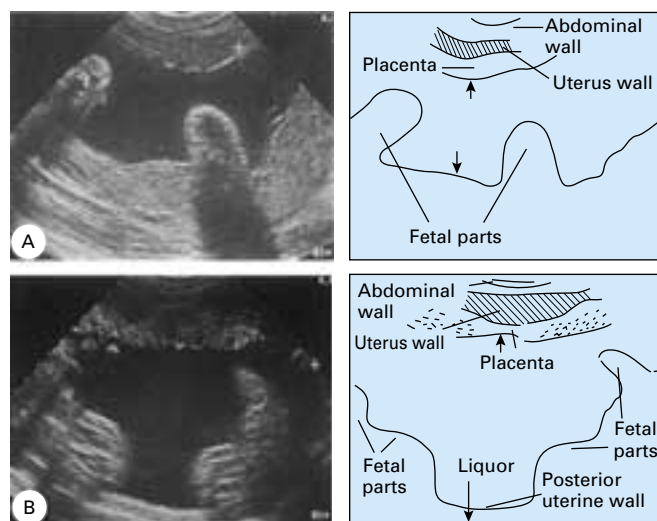 A
Abdominal
wall
Placenta
Uterus wall
Fetal parts
B
Abdominal
wall
Uterus wall
Placenta
Fetal
parts
Liquor
Fetal
parts
Posterior
uterine wall